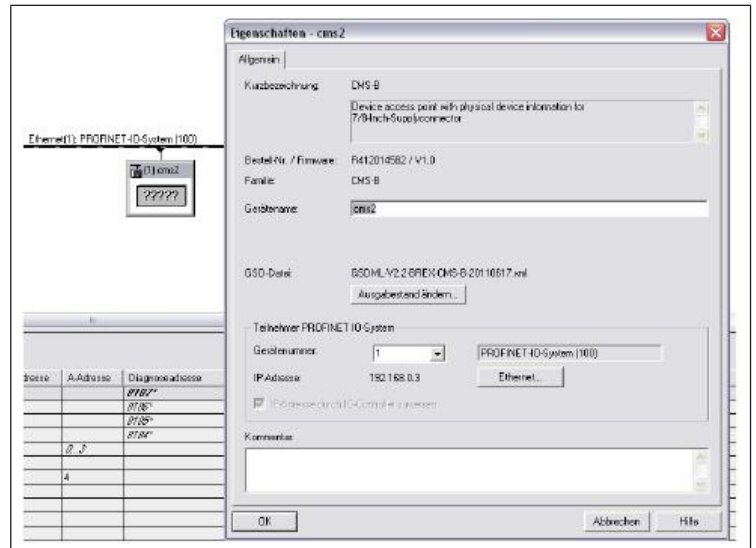 Eigenschaften - cms2
Allgemein
Kurzbezeichnung: CMS-B
Device access point with physical device information for
7/8-Inch-Supplyconnector
Ethernet(1): PROFINET-IO-System (100)
(1) cms2
?????
Bestell-Nr. / Firmware: R412014582 / V1.0
Familie: CMS-B
Gerätename: cms2
GSD-Datei: GSDML-V2.2-BREX-CMS-B-20110617.xml
Ausgabestand ändern...
Teilnehmer PROFINET IO-System
Gerätenummer: 1 PROFINET-IO-System (100)
IP-Adresse: 192.168.0.3 Ethernet...
IP-Adresse durch IO-Controller zuweisen
Kommentar:
OK Abbrechen Hilfe
dresse A-Adresse Diagnoseadresse
8187*
8186*
8185*
8184*
0...3
4